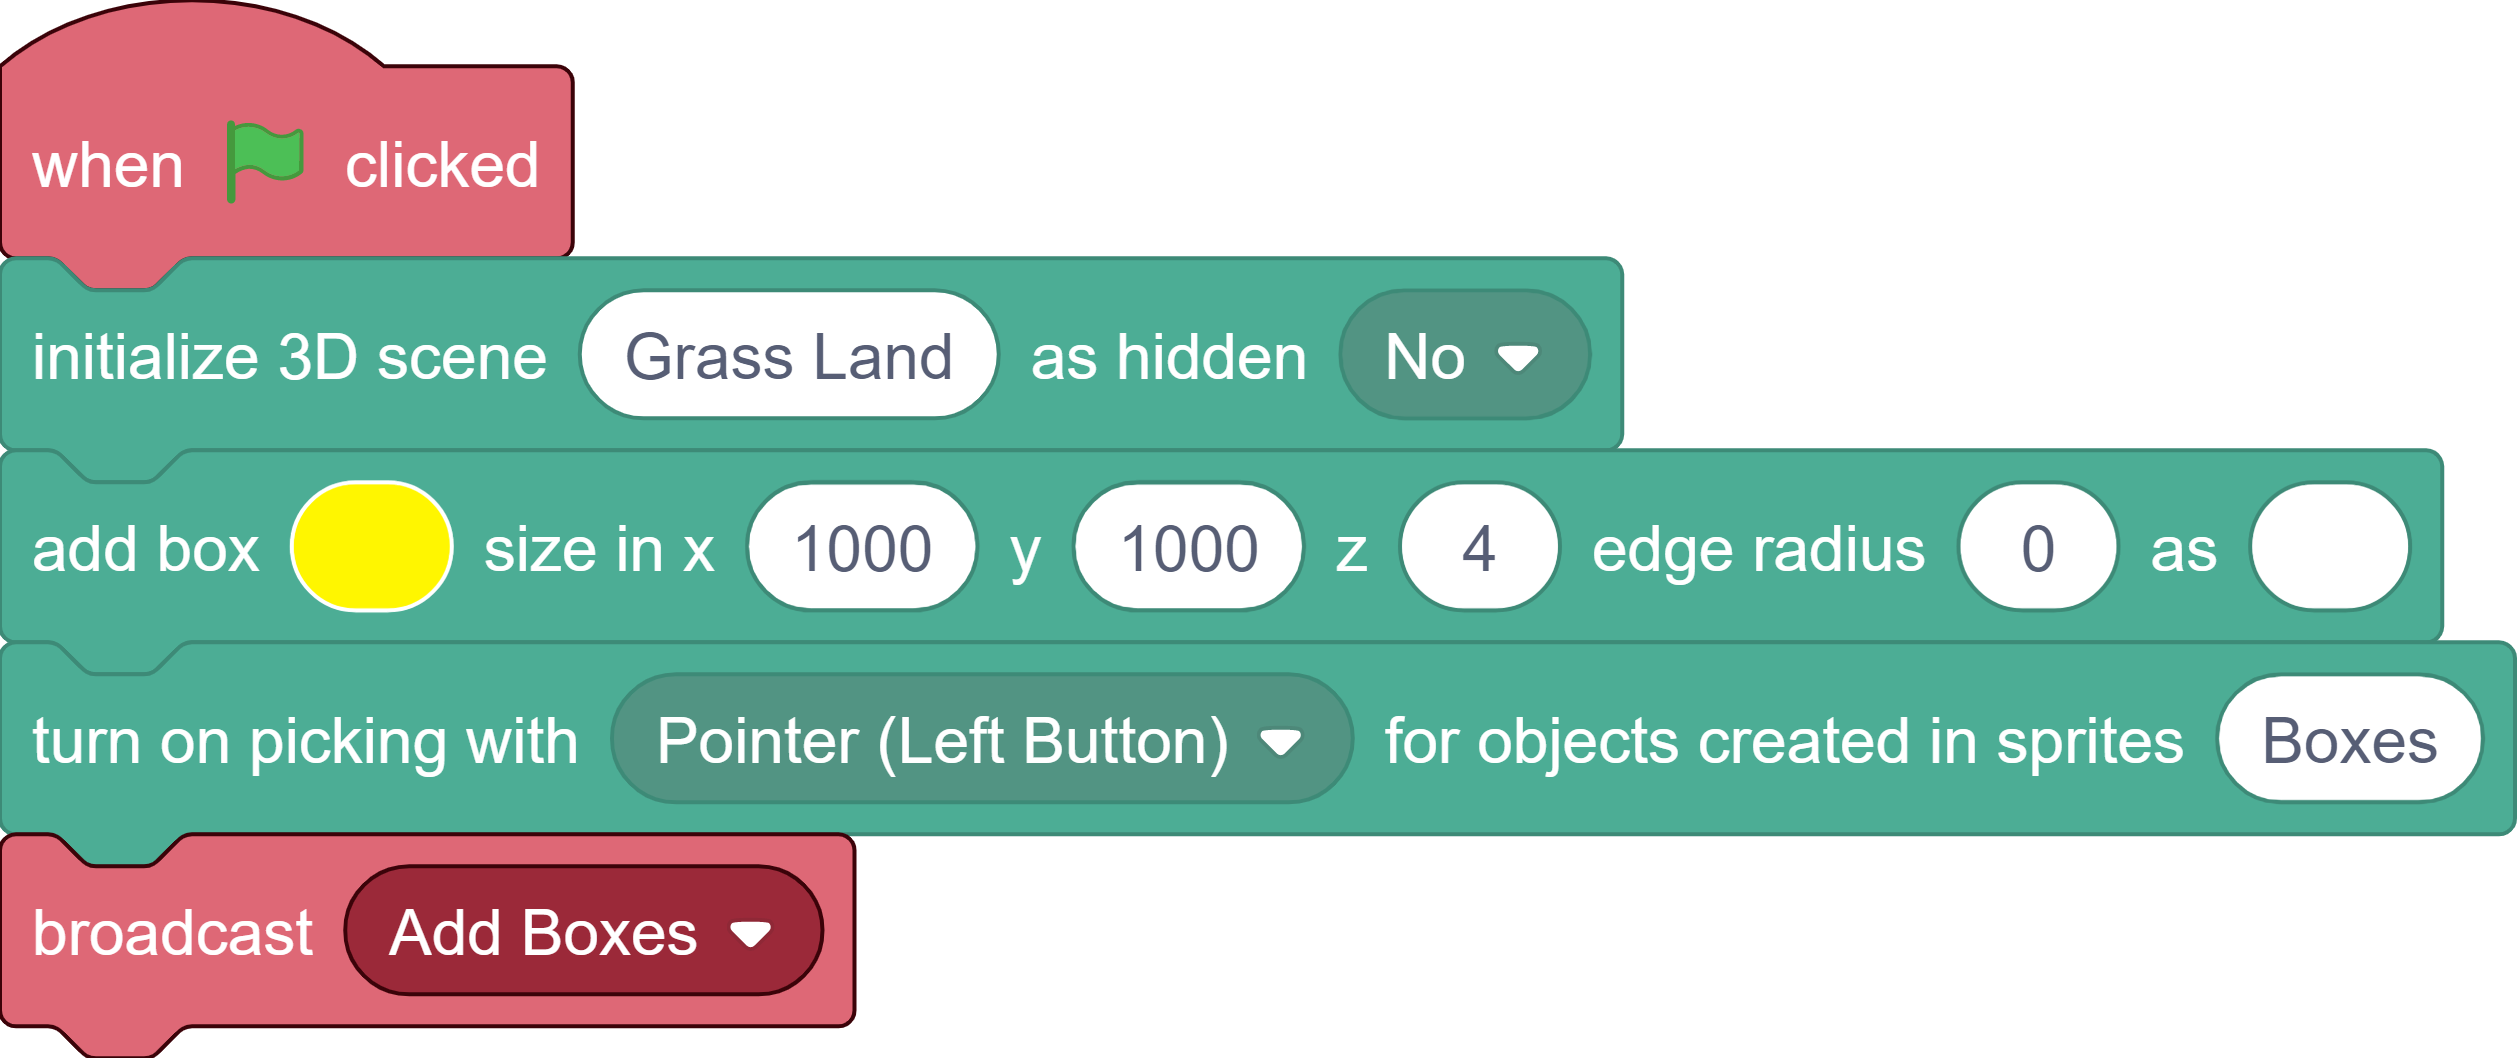 when clicked
initialize 3D scene Grass Land as hidden No
add box size in x 1000 y 1000 z 4 edge radius 0 as
turn on picking with Pointer (Left Button) for objects created in sprites Boxes
broadcast Add Boxes